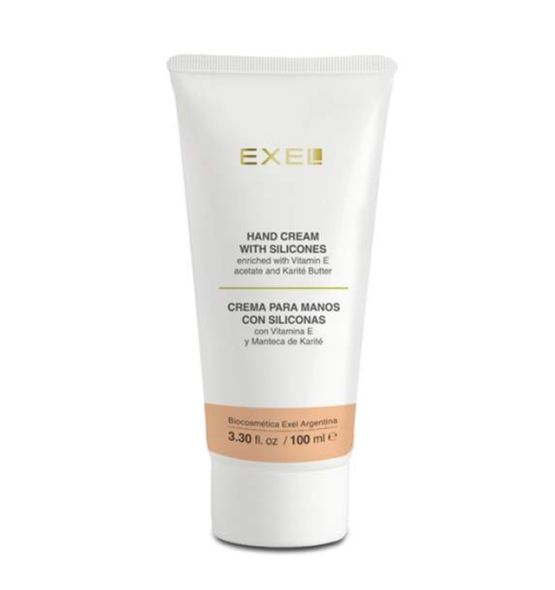 EXEL
HAND CREAM
WITH SILICONES
enriched with Vitamin E
acetate and Karité Butter
CREMA PARA MANOS
CON SILICONAS
con Vitamina E
y Manteca de Karité
Biocosmética Exel Argentina
3.30 fl. oz / 100 ml ℮